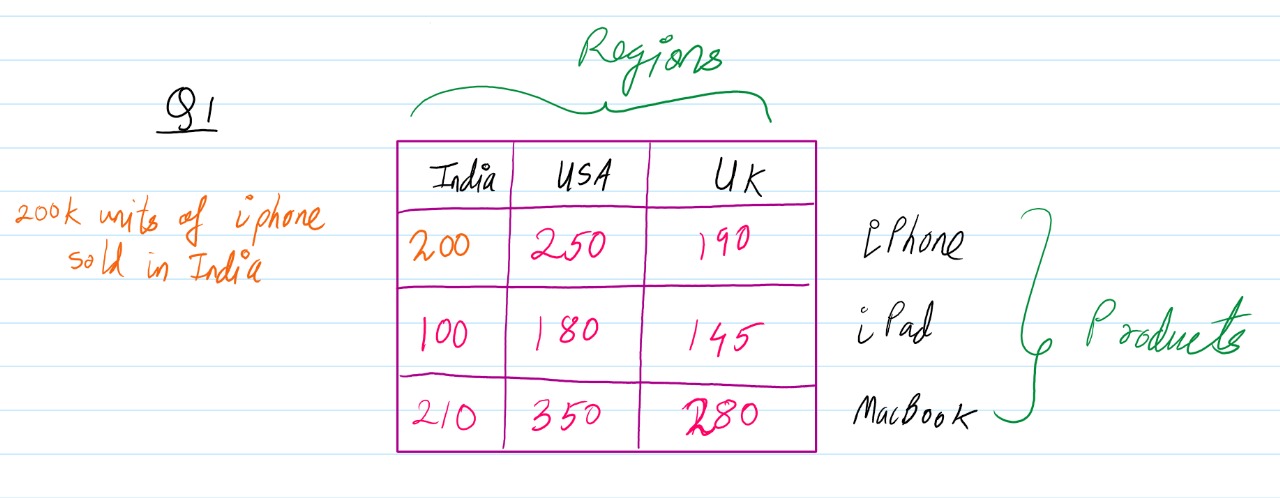 Regions
Q1
India USA UK
200k units of iphone
sold in India
200 250 190 iPhone
100 180 145 iPad
Products
210 350 280 MacBook